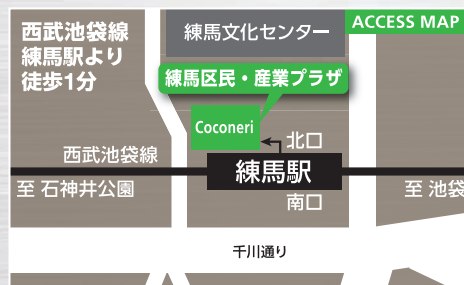 西武池袋線
練馬駅より
徒歩1分
練馬文化センター
ACCESS MAP
練馬区民・産業プラザ
Coconeri
北口
西武池袋線
練馬駅
至 石神井公園
至 池袋
南口
千川通り